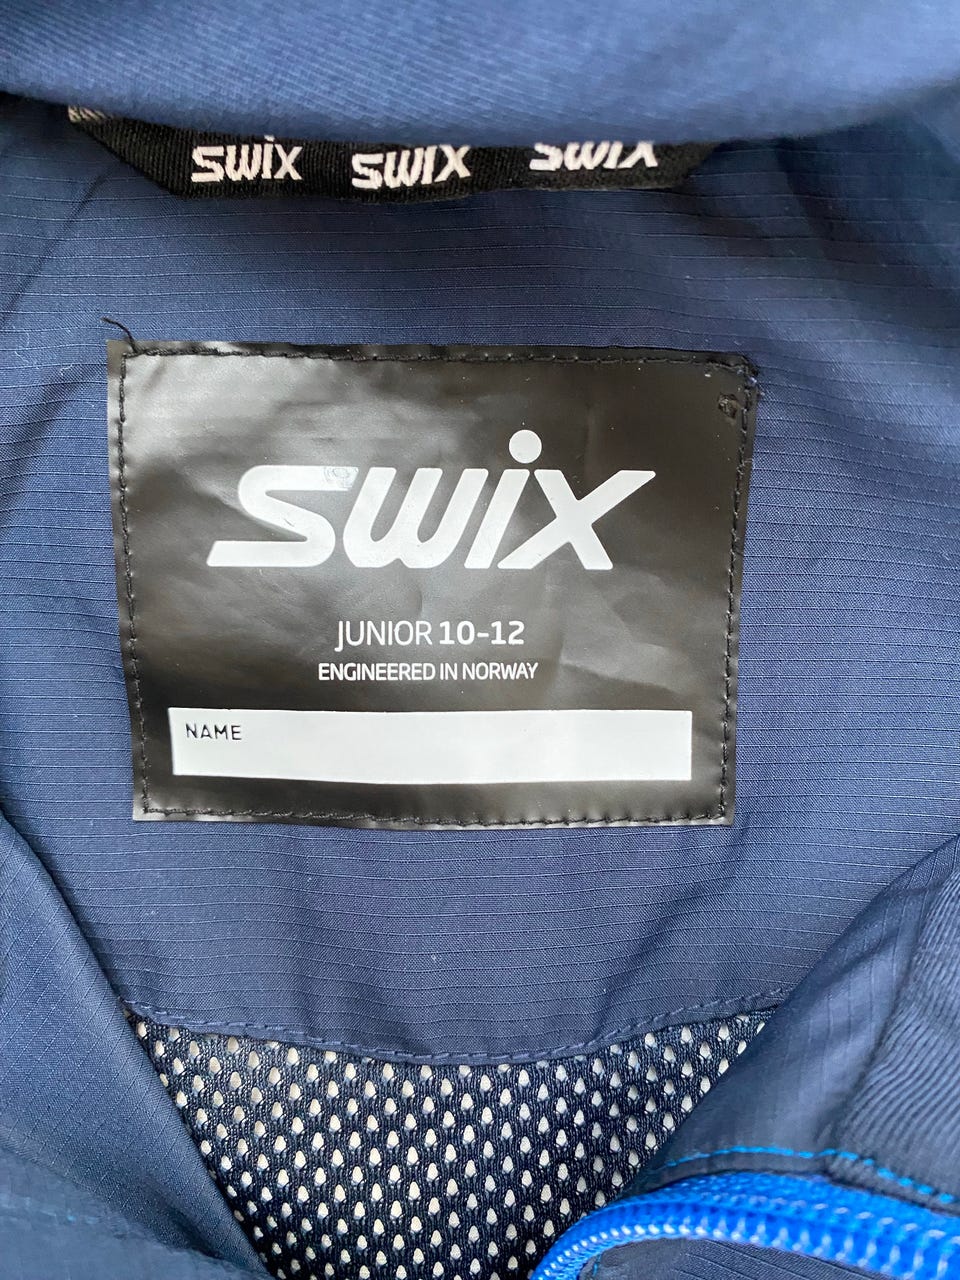 SWIX SWIX SWIX
SWIX
JUNIOR 10-12
ENGINEERED IN NORWAY
NAME